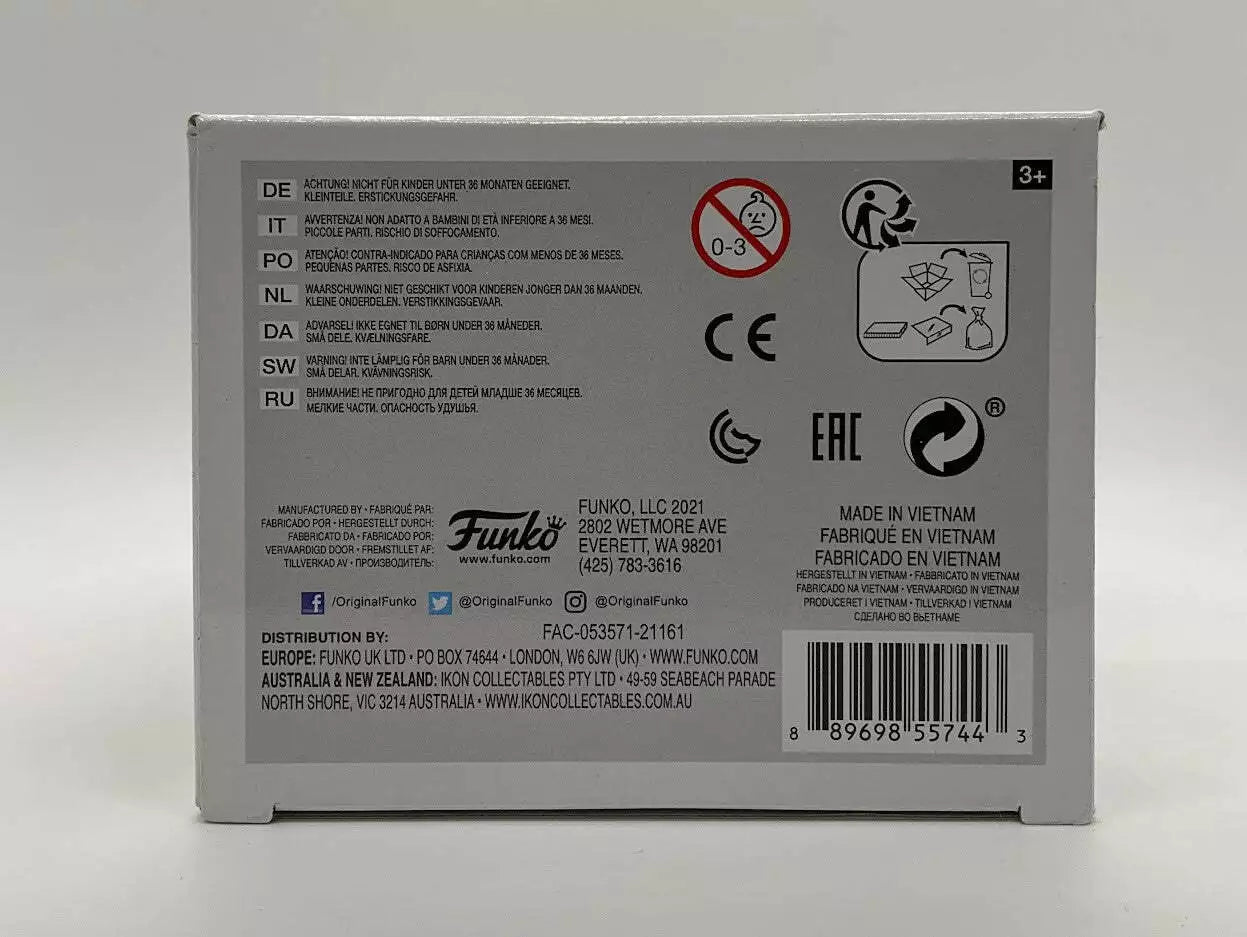 3+
DE ACHTUNG! NICHT FÜR KINDER UNTER 36 MONATEN GEEIGNET.
KLEINTEILE. ERSTICKUNGSGEFAHR.
IT AVVERTENZA! NON ADATTO A BAMBINI DI ETÀ INFERIORE A 36 MESI.
PICCOLE PARTI. RISCHIO DI SOFFOCAMENTO.
PO ATENÇÃO! CONTRA-INDICADO PARA CRIANÇAS COM MENOS DE 36 MESES.
PEQUENAS PARTES. RISCO DE ASFIXIA.
NL WAARSCHUWING! NIET GESCHIKT VOOR KINDEREN JONGER DAN 36 MAANDEN.
KLEINE ONDERDELEN. VERSTIKKINGSGEVAAR.
DA ADVARSEL! IKKE EGNET TIL BØRN UNDER 36 MÅNEDER.
SMÅ DELE. KVÆLNINGSFARE.
SW VARNING! INTE LÄMPLIG FÖR BARN UNDER 36 MÅNADER.
SMÅ DELAR. KVÄVNINGSRISK.
RU ВНИМАНИЕ! НЕ ПРИГОДНО ДЛЯ ДЕТЕЙ МЛАДШЕ 36 МЕСЯЦЕВ.
МЕЛКИЕ ЧАСТИ. ОПАСНОСТЬ УДУШЬЯ.
0-3
CE
EAC
®
MANUFACTURED BY • FABRIQUÉ PAR:
FABRICADO POR • HERGESTELLT DURCH:
FABBRICATO DA • FABRICADO POR:
VERVAARDIGD DOOR • FREMSTILLET AF:
TILLVERKAD AV • ПРОИЗВОДИТЕЛЬ:
Funko
www.funko.com
FUNKO, LLC 2021
2802 WETMORE AVE
EVERETT, WA 98201
(425) 783-3616
f /OriginalFunko @OriginalFunko @OriginalFunko
FAC-053571-21161
DISTRIBUTION BY:
EUROPE: FUNKO UK LTD • PO BOX 74644 • LONDON, W6 6JW (UK) • WWW.FUNKO.COM
AUSTRALIA & NEW ZEALAND: IKON COLLECTABLES PTY LTD • 49-59 SEABEACH PARADE
NORTH SHORE, VIC 3214 AUSTRALIA • WWW.IKONCOLLECTABLES.COM.AU
MADE IN VIETNAM
FABRIQUÉ EN VIETNAM
FABRICADO EN VIETNAM
HERGESTELLT IN VIETNAM • FABBRICATO IN VIETNAM
FABRICADO NA VIETNAM • VERVAARDIGD IN VIETNAM
PRODUCERET I VIETNAM • TILLVERKAD I VIETNAM
СДЕЛАНО ВО ВЬЕТНАМЕ
8 89698 55744 3